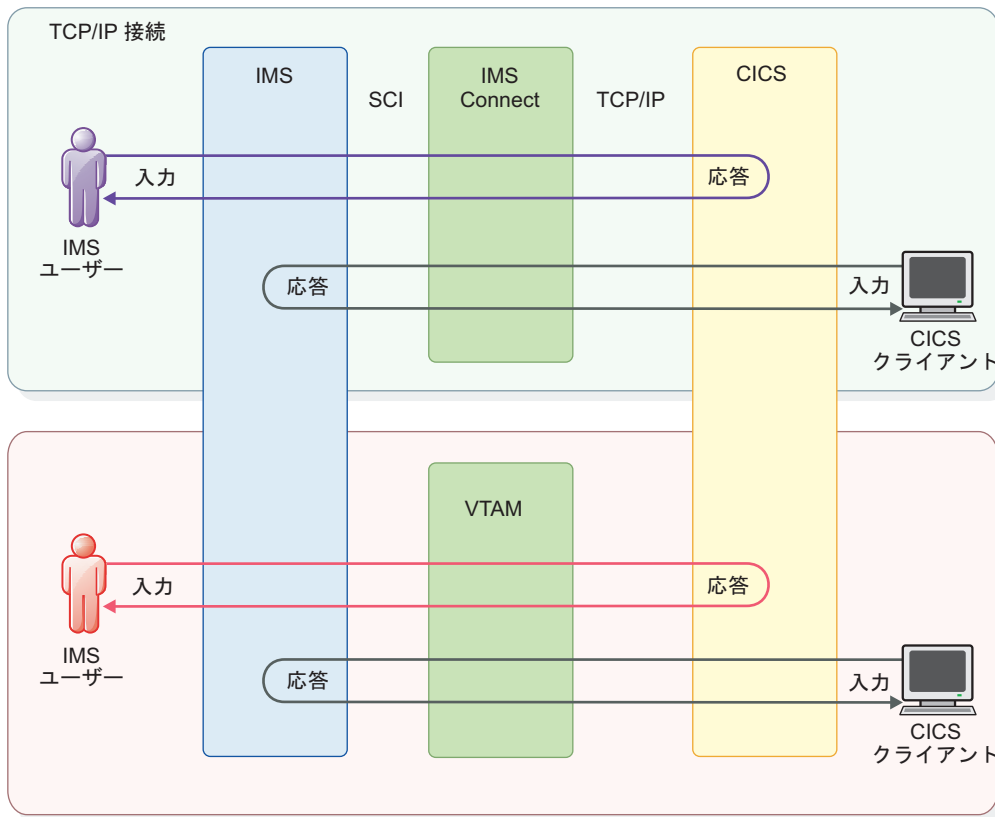 TCP/IP 接続
IMS
SCI
IMS
Connect
TCP/IP
CICS
入力
応答
IMS
ユーザー
応答
入力
CICS
クライアント
VTAM
入力
応答
IMS
ユーザー
応答
入力
CICS
クライアント